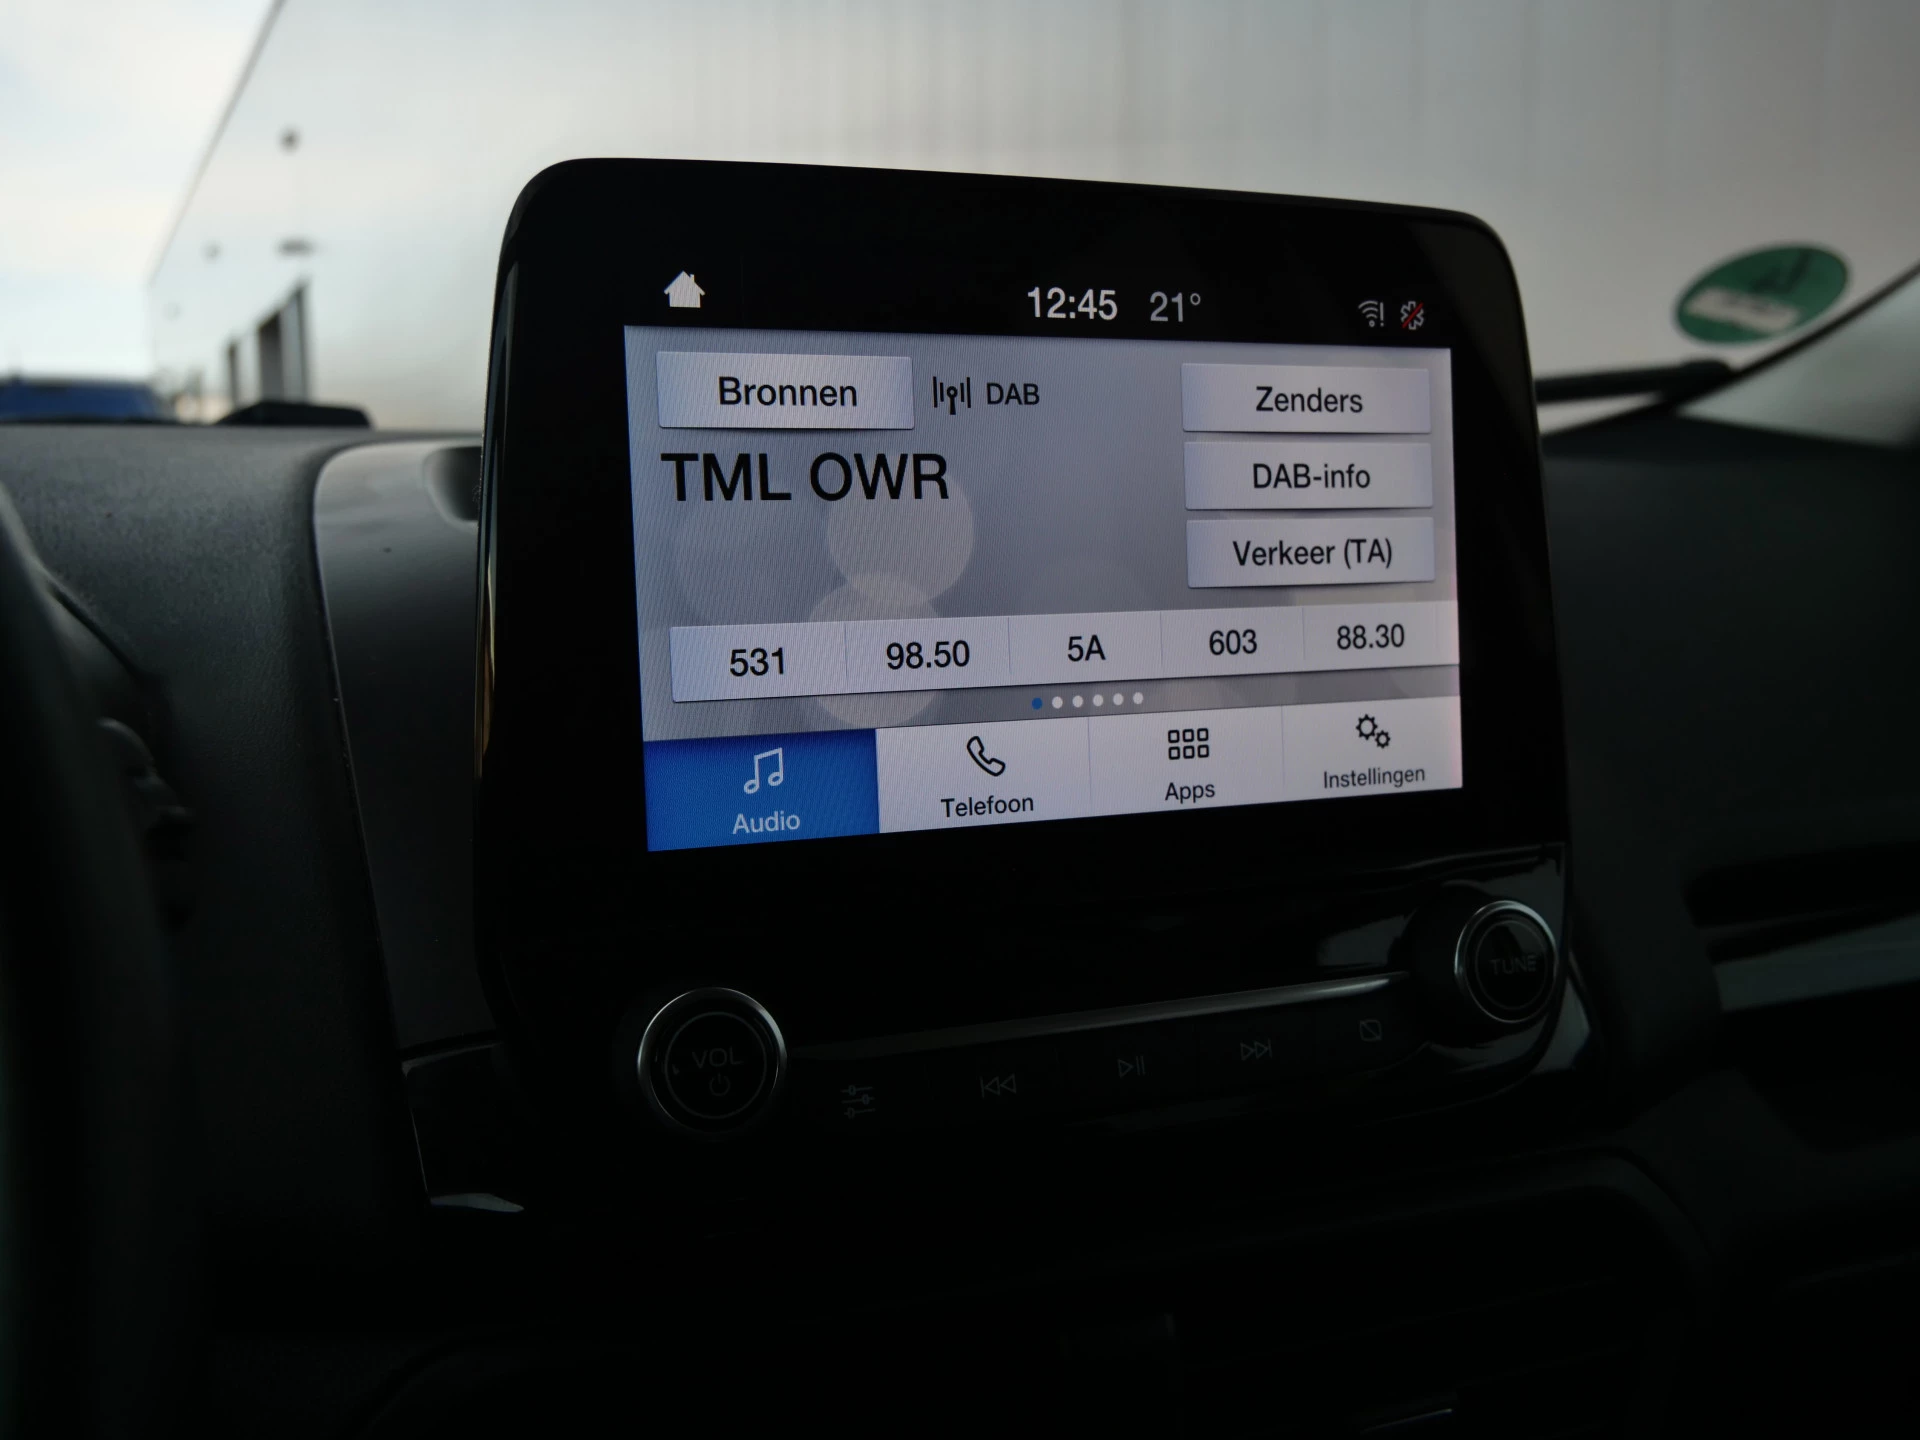 12:45 21°
Bronnen DAB
Zenders
TML OWR
DAB-info
Verkeer (TA)
531 98.50 5A 603 88.30
Audio Telefoon Apps Instellingen
VOL
TUNE